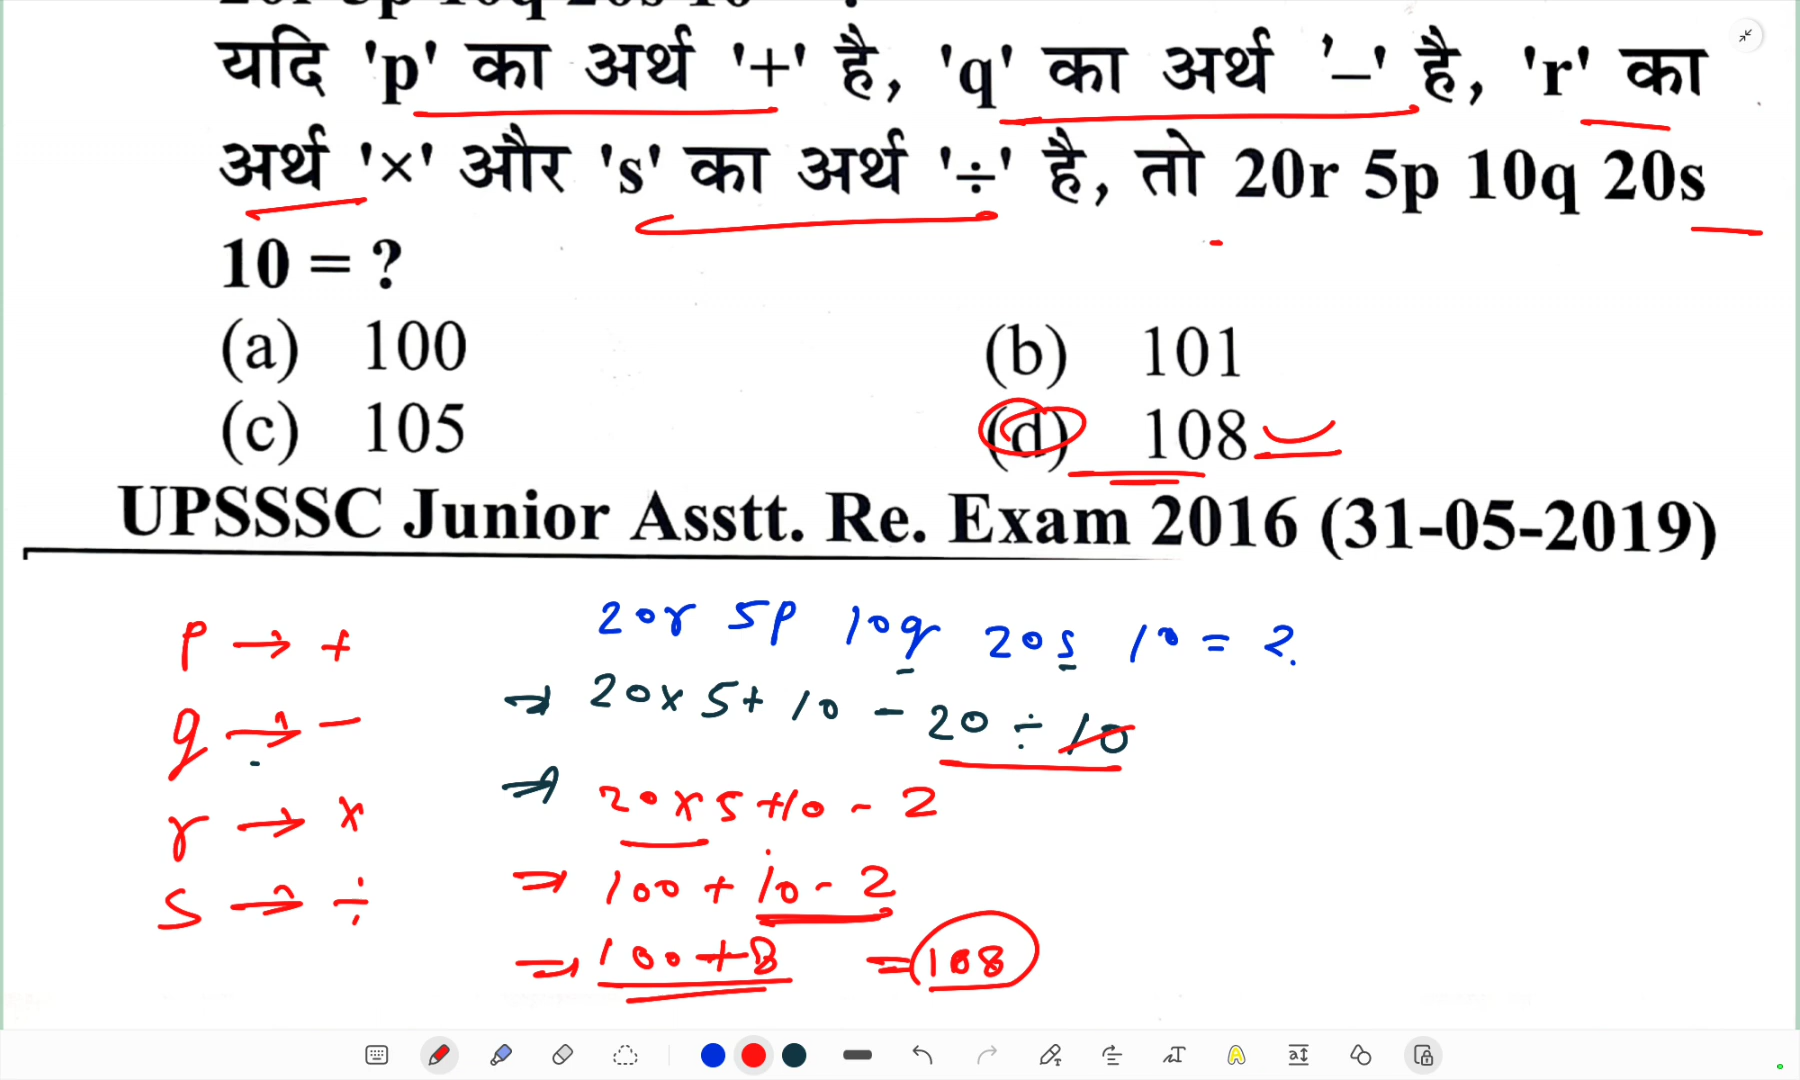 यदि 'p' का अर्थ '+' है, 'q' का अर्थ '–' है, 'r' का
अर्थ '×' और 's' का अर्थ '÷' है, तो 20r 5p 10q 20s
10 = ?
(a) 100 (b) 101
(c) 105 (d) 108
UPSSSC Junior Asstt. Re. Exam 2016 (31-05-2019)
p → +
q → –
r → ×
s → ÷
20r 5p 10q 20s 10 = ?
⇒ 20 × 5 + 10 - 20 ÷ 10
⇒ 20 × 5 + 10 - 2
⇒ 100 + 10 - 2
⇒ 100 + 8 = 108